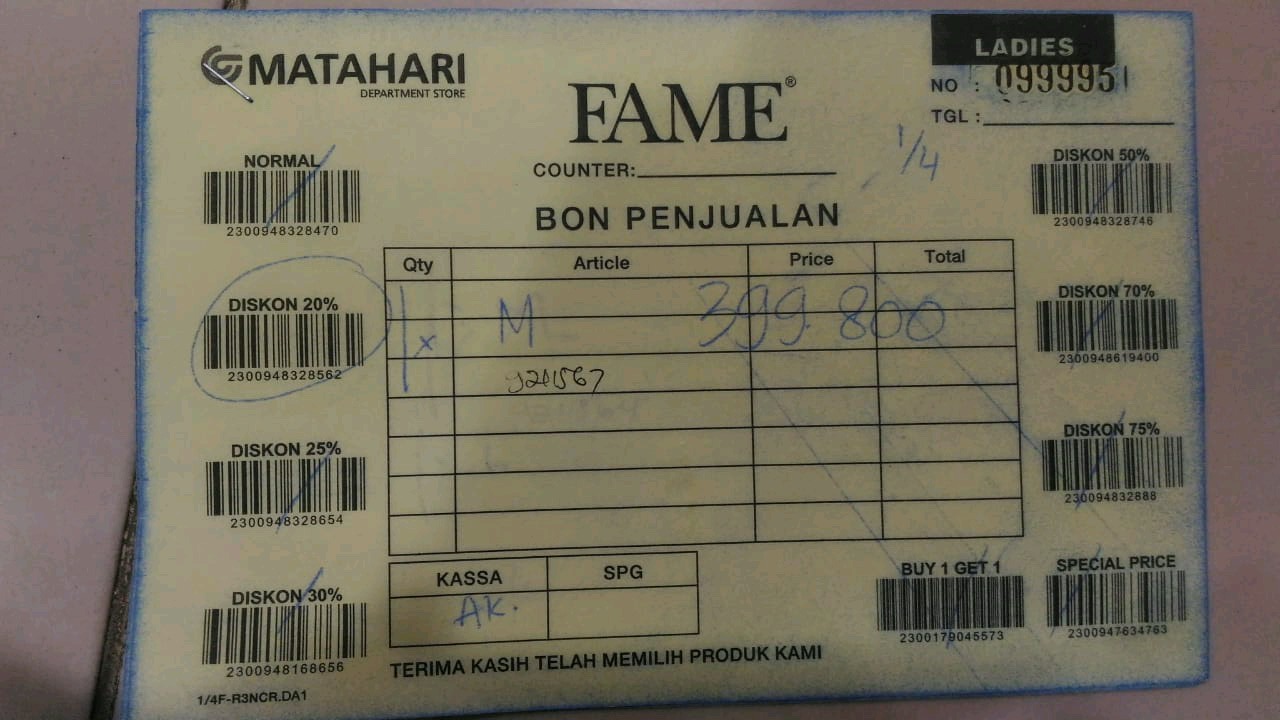 MATAHARI
DEPARTMENT STORE
FAME®
LADIES
NO : 0999951
TGL :
1/4
COUNTER:
BON PENJUALAN
NORMAL
2300948328470
DISKON 20%
2300948328562
DISKON 25%
2300948328654
DISKON 30%
2300948168656
Qty Article Price Total
1x M 399.800
KASSA SPG
AK.
DISKON 50%
2300948328746
DISKON 70%
2300948619400
DISKON 75%
230094832888
BUY 1 GET 1
2300179045573
SPECIAL PRICE
2300947634763
TERIMA KASIH TELAH MEMILIH PRODUK KAMI
1/4F-R3NCR.DA1